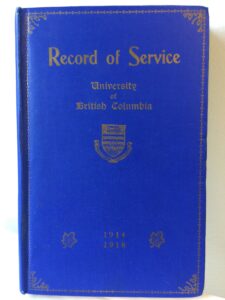 Record of Service
University
of
British Columbia
1914
1918